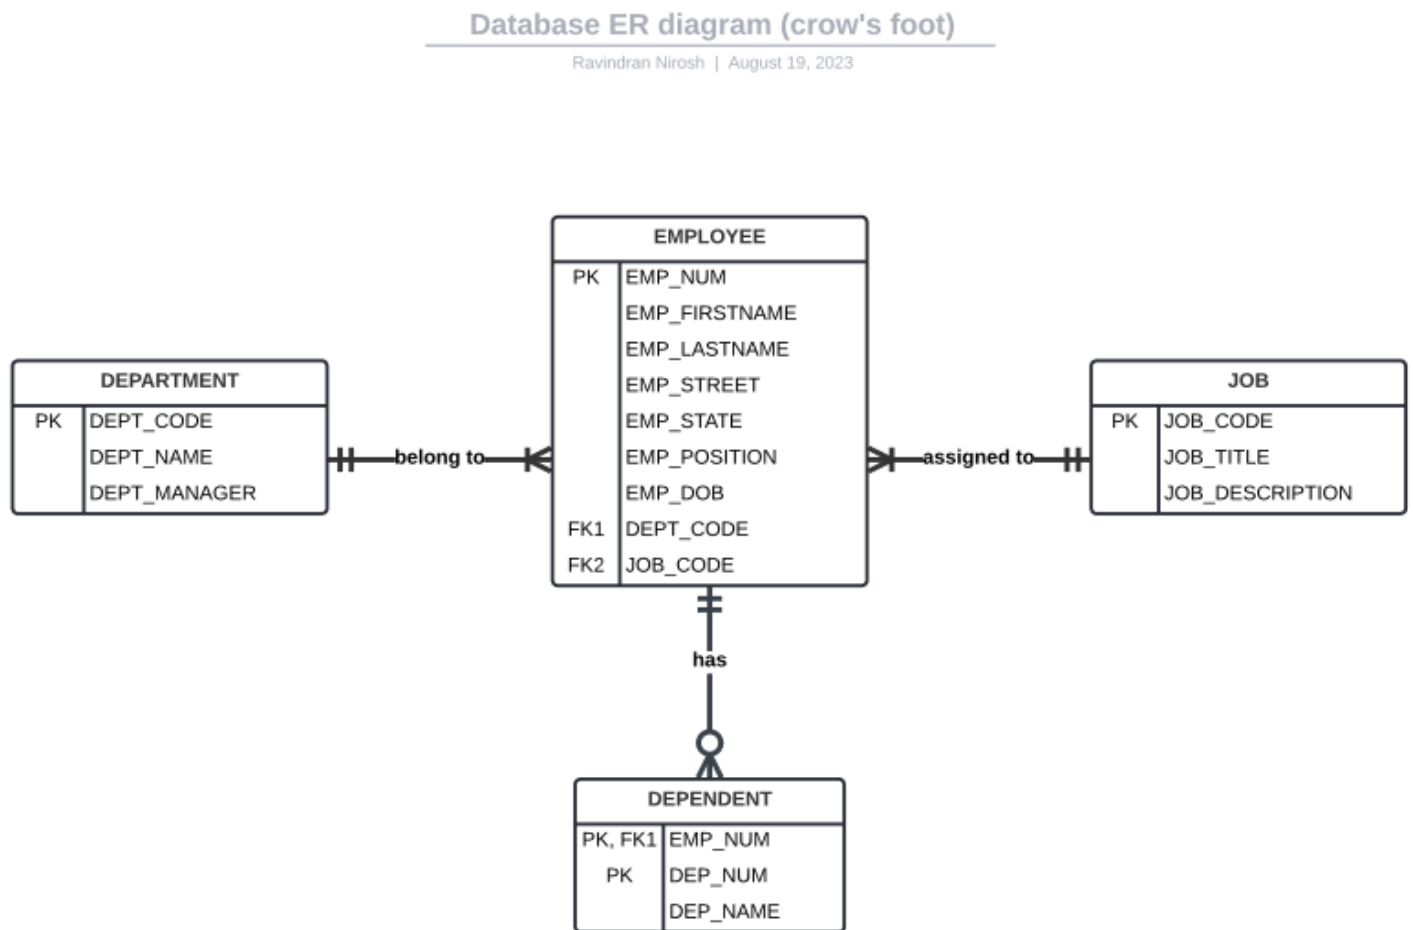 Database ER diagram (crow's foot)
Ravindran Nirosh | August 19, 2023
EMPLOYEE
PK EMP_NUM
EMP_FIRSTNAME
EMP_LASTNAME
EMP_STREET
EMP_STATE
EMP_POSITION
EMP_DOB
FK1 DEPT_CODE
FK2 JOB_CODE
DEPARTMENT
PK DEPT_CODE
DEPT_NAME
DEPT_MANAGER
belong to
assigned to
JOB
PK JOB_CODE
JOB_TITLE
JOB_DESCRIPTION
has
DEPENDENT
PK, FK1 EMP_NUM
PK DEP_NUM
DEP_NAME